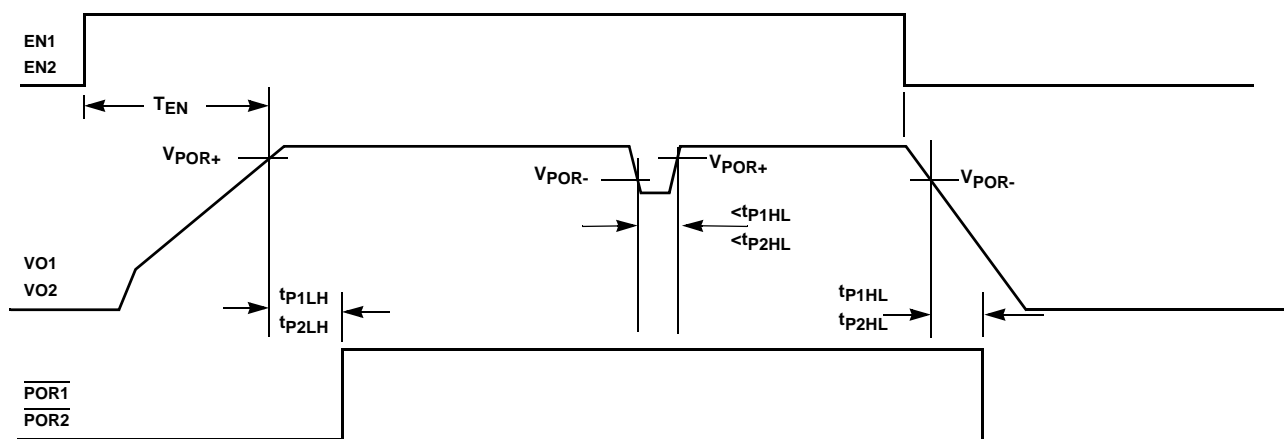 EN1
EN2
TEN
VPOR+
VPOR-
VPOR+
VPOR-
<tP1HL
<tP2HL
VO1
VO2
tP1LH
tP2LH
tP1HL
tP2HL
POR1
POR2